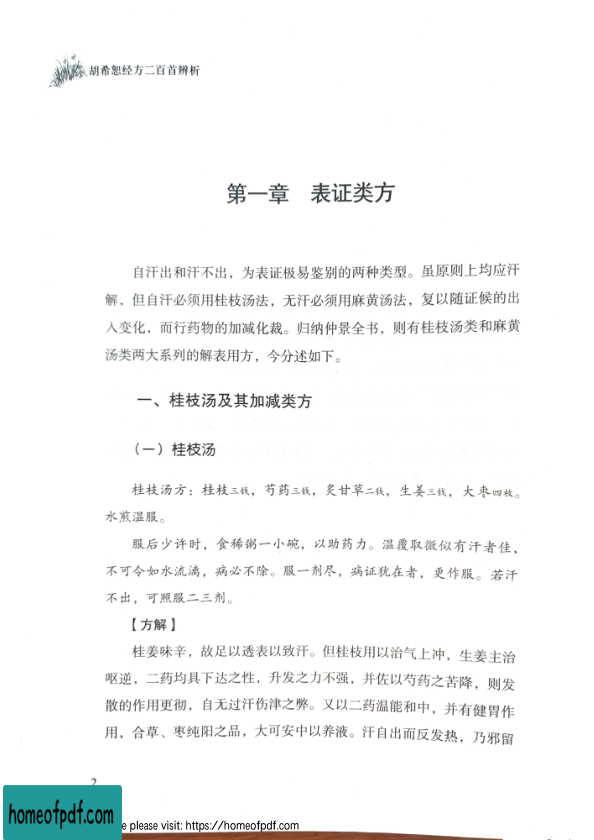 胡希恕经方二百首辨析
第一章　表证类方
自汗出和汗不出，为表证极易鉴别的两种类型。虽原则上均应汗
解，但自汗必须用桂枝汤法，无汗必须用麻黄汤法，复以随证候的出
入变化，而行药物的加减化裁。归纳仲景全书，则有桂枝汤类和麻黄
汤类两大系列的解表用方，今分述如下。
一、桂枝汤及其加减类方
（一）桂枝汤
桂枝汤方：桂枝三钱，芍药三钱，炙甘草二钱，生姜三钱，大枣四枚。
水煎温服。
服后少许时，食稀粥一小碗，以助药力。温覆取微似有汗者佳，
不可令如水流漓，病必不除。服一剂尽，病证犹在者，更作服。若汗
不出，可照服二三剂。
【方解】
桂姜味辛，故足以透表以致汗。但桂枝用以治气上冲，生姜主治
呕逆，二药均具下达之性，升发之力不强，并佐以芍药之苦降，则发
散的作用更彻，自无过汗伤津之弊。又以二药温能和中，并有健胃作
用，合草、枣纯阳之品，大可安中以养液。汗自出而反发热，乃邪留
2
homeofpdf.com
e please visit: https://homeofpdf.com